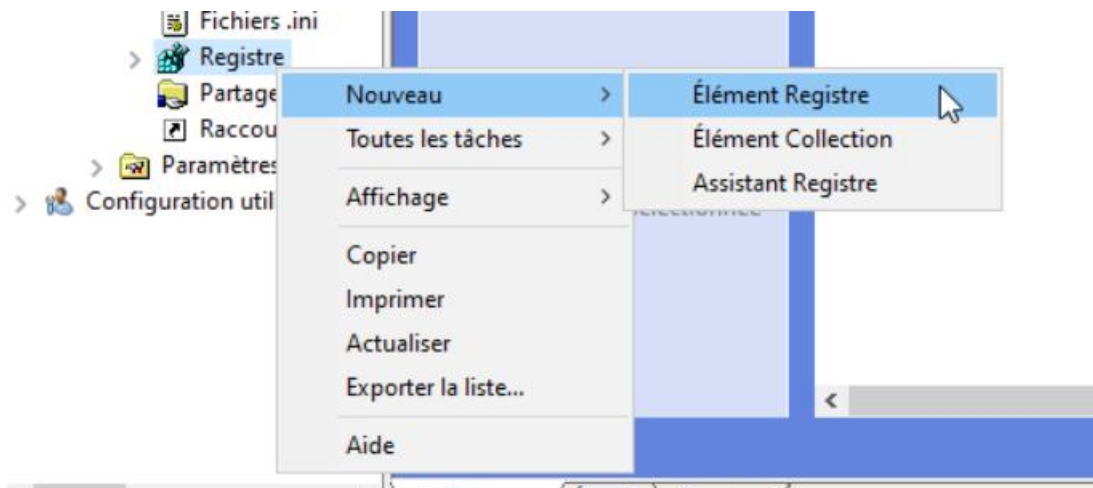 Fichiers .ini
Registre
Partage
Raccou
Paramètres
Configuration util
Nouveau
Toutes les tâches
Affichage
Copier
Imprimer
Actualiser
Exporter la liste...
Aide
Élément Registre
Élément Collection
Assistant Registre